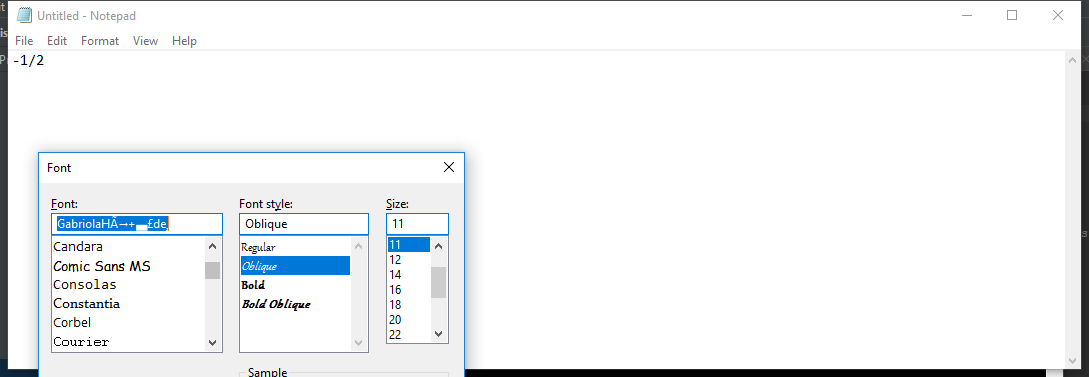 Untitled - Notepad
File Edit Format View Help
-1/2
Font
Font: Font style: Size:
GabriolaHÃ→+▬£de Oblique 11
Candara Regular 11
Comic Sans MS Oblique 12
Consolas Bold 14
Constantia Bold Oblique 16
Corbel 18
Courier 20
22
Sample